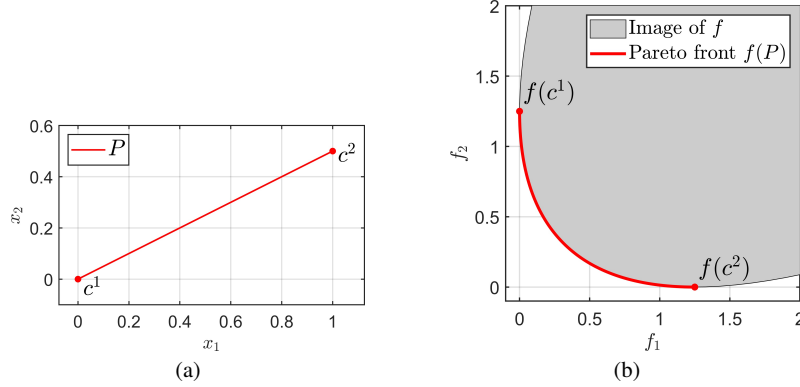 0.6
0.4
0.2
0
x₂
P
c²
c¹
0 0.2 0.4 0.6 0.8 1
x₁
(a)
2
1.5
1
0.5
0
f₂
Image of f
Pareto front f(P)
f(c¹)
f(c²)
0 0.5 1 1.5 2
f₁
(b)